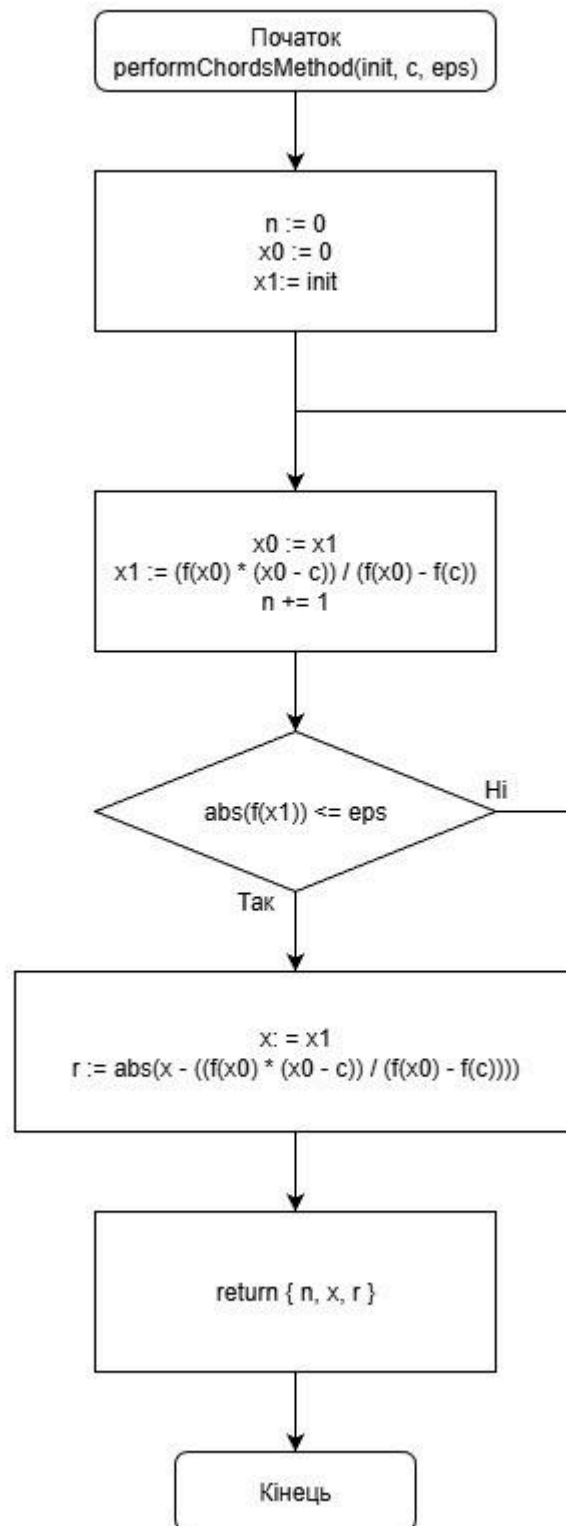 Початок
performChordsMethod(init, c, eps)
n := 0
x0 := 0
x1:= init
x0 := x1
x1 := (f(x0) * (x0 - c)) / (f(x0) - f(c))
n += 1
abs(f(x1)) <= eps
Ні
Так
x: = x1
r := abs(x - ((f(x0) * (x0 - c)) / (f(x0) - f(c))))
return { n, x, r }
Кінець